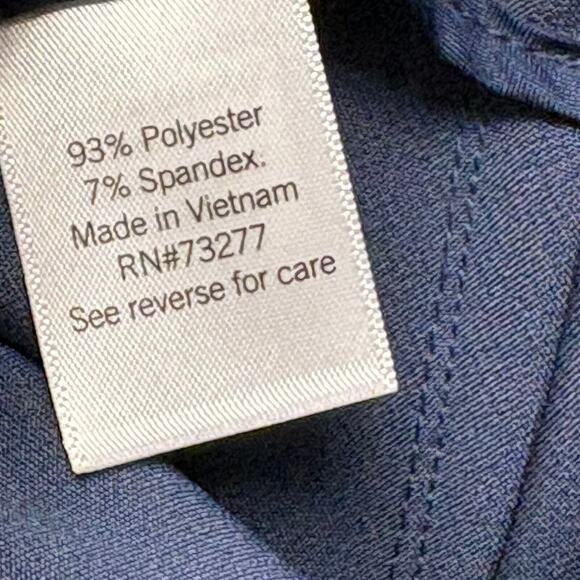 93% Polyester
7% Spandex.
Made in Vietnam
RN#73277
See reverse for care